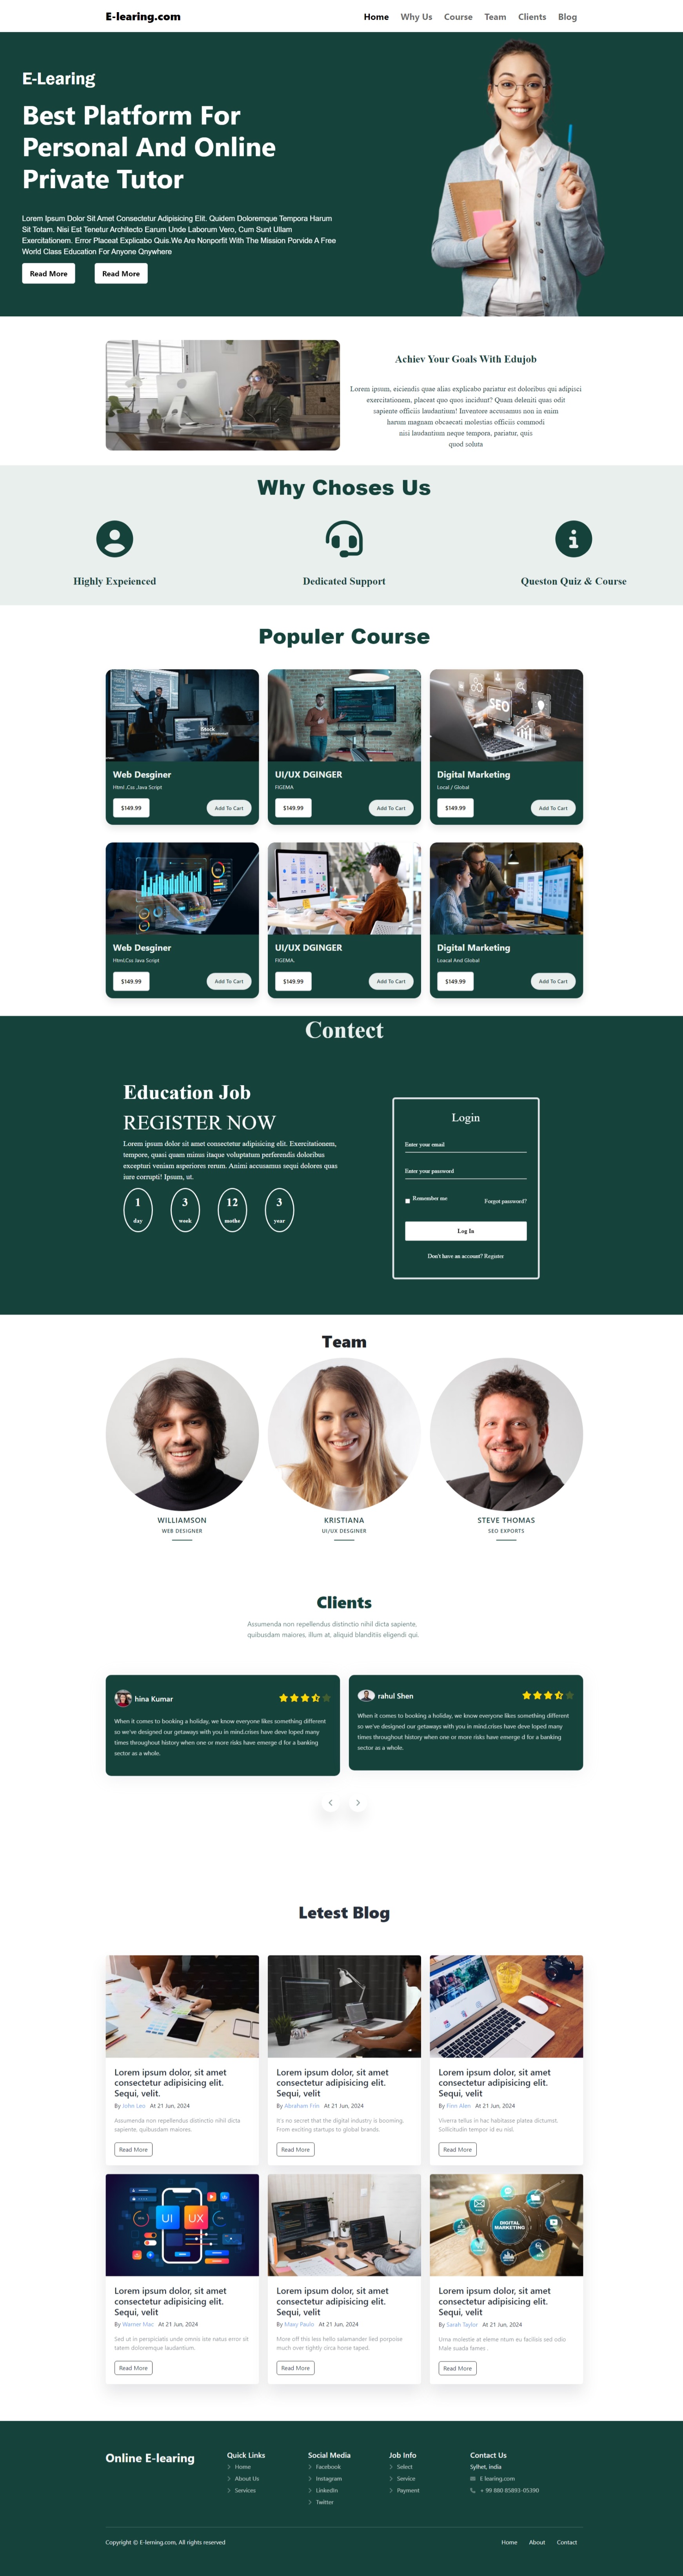 E-learing.com
Home Why Us Course Team Clients Blog
E-Learing
Best Platform For
Personal And Online
Private Tutor
Lorem Ipsum Dolor Sit Amet Consectetur Adipisicing Elit. Quidem Doloremque Tempora Harum
Sit Totam. Nisi Est Tenetur Architecto Earum Unde Laborum Vero, Cum Sunt Ullam
Exercitationem. Error Placeat Explicabo Quis.We Are Nonporfit With The Mission Porvide A Free
World Class Education For Anyone Qnywhere
Read More Read More
Achiev Your Goals With Edujob
Lorem ipsum, eiciendis quae alias explicabo pariatur est doloribus qui adipisci
exercitationem, placeat quo quos incidunt? Quam deleniti quas odit
sapiente officiis laudantium! Inventore accusamus non in enim
harum magnam obcaecati molestias officiis commodi
nisi laudantium neque tempora, pariatur, quis
quod soluta
Why Choses Us
Highly Expeienced
Dedicated Support
Queston Quiz & Course
Populer Course
iStock
SEO
Web Desginer
Html .Css .Java Script
$149.99 Add To Cart
UI/UX DGINGER
FIGEMA
$149.99 Add To Cart
Digital Marketing
Local / Global
$149.99 Add To Cart
Web Desginer
Html,Css Java Script
$149.99 Add To Cart
UI/UX DGINGER
FIGEMA.
$149.99 Add To Cart
Digital Marketing
Loacal And Global
$149.99 Add To Cart
Contect
Education Job
REGISTER NOW
Lorem ipsum dolor sit amet consectetur adipisicing elit. Exercitationem,
tempore, quasi quam minus itaque voluptatum perferendis doloribus
excepturi veniam asperiores rerum. Animi accusamus sequi dolores quas
iure corrupti! Ipsum, ut.
1 3 12 3
day week moths year
Login
Enter your email
Enter your password
Remember me Forgot password?
Log In
Don't have an account? Register
Team
WILLIAMSON
WEB DESIGNER
KRISTIANA
UI/UX DESGINER
STEVE THOMAS
SEO EXPORTS
Clients
Assumenda non repellendus distinctio nihil dicta sapiente,
quibusdam maiores, illum at, aliquid blanditiis eligendi qui.
hina Kumar
When it comes to booking a holiday, we know everyone likes something different
so we've designed our getaways with you in mind.crises have deve loped many
times throughout history when one or more risks have emerge d for a banking
sector as a whole.
rahul Shen
When it comes to booking a holiday, we know everyone likes something different
so we've designed our getaways with you in mind.crises have deve loped many
times throughout history when one or more risks have emerge d for a banking
sector as a whole.
Letest Blog
Lorem ipsum dolor, sit amet
consectetur adipisicing elit.
Sequi, velit.
By John Leo At 21 Jun, 2024
Assumenda non repellendus distinctio nihil dicta
sapiente, quibusdam maiores.
Read More
Lorem ipsum dolor, sit amet
consectetur adipisicing elit.
Sequi, velit
By Abraham Frin At 21 Jun, 2024
It's no secret that the digital industry is booming.
From exciting startups to global brands.
Read More
Lorem ipsum dolor, sit amet
consectetur adipisicing elit.
Sequi, velit
By Finn Alen At 21 Jun, 2024
Viverra tellus in hac habitasse platea dictumst.
Sollicitudin tempor id eu nisl.
Read More
UI UX
Lorem ipsum dolor, sit amet
consectetur adipisicing elit.
Sequi, velit
By Warner Mac At 21 Jun, 2024
Sed ut in perspiciatis unde omnis iste natus error sit
tatem doloremque laudantium.
Read More
Lorem ipsum dolor, sit amet
consectetur adipisicing elit.
Sequi, velit
By Maxy Paulo At 21 Jun, 2024
More off this less hello salamander lied porpoise
much over tightly circa horse taped.
Read More
DIGITAL
MARKETING
Lorem ipsum dolor, sit amet
consectetur adipisicing elit.
Sequi, velit
By Sarah Taylor At 21 Jun, 2024
Urna molestie at eleme ntum eu facilisis sed odio
Male suada fames .
Read More
Online E-learing
Quick Links
Home
About Us
Services
Social Media
Facebook
Instagram
LinkedIn
Twitter
Job Info
Select
Service
Payment
Contact Us
Sylhet, india
E learing.com
+ 99 880 85893-05390
Copyright © E-lerning.com, All rights reserved
Home About Contact